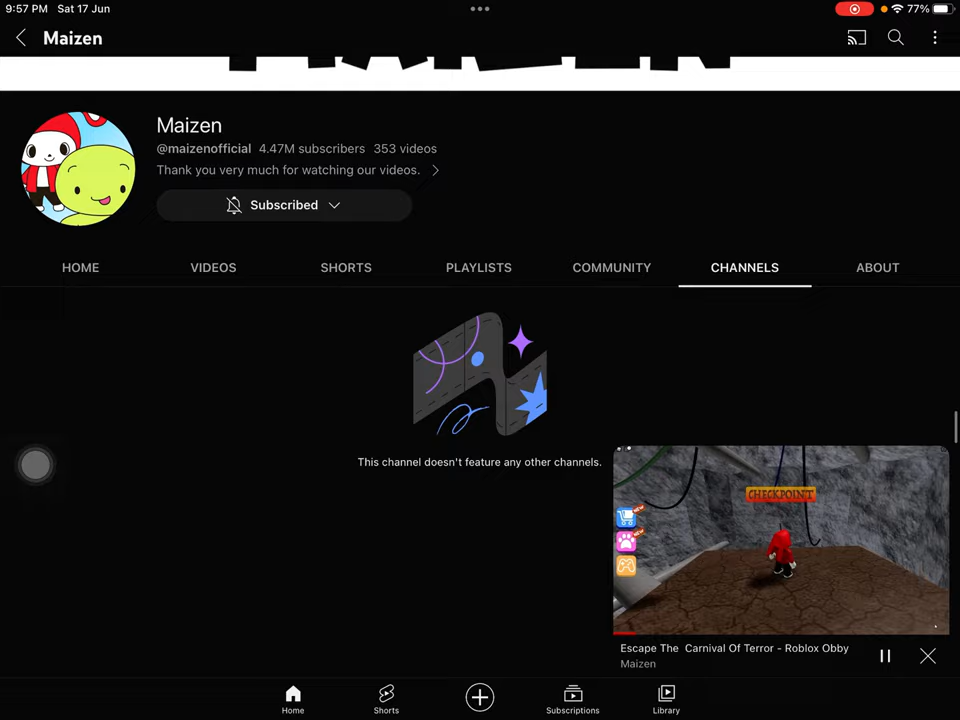 9:57 PM Sat 17 Jun
77%
Maizen
Maizen
@maizenofficial 4.47M subscribers 353 videos
Thank you very much for watching our videos.
Subscribed
HOME VIDEOS SHORTS PLAYLISTS COMMUNITY CHANNELS ABOUT
This channel doesn't feature any other channels.
CHECKPOINT
NEW
NEW
Escape The Carnival Of Terror - Roblox Obby
Maizen
Home Shorts Subscriptions Library